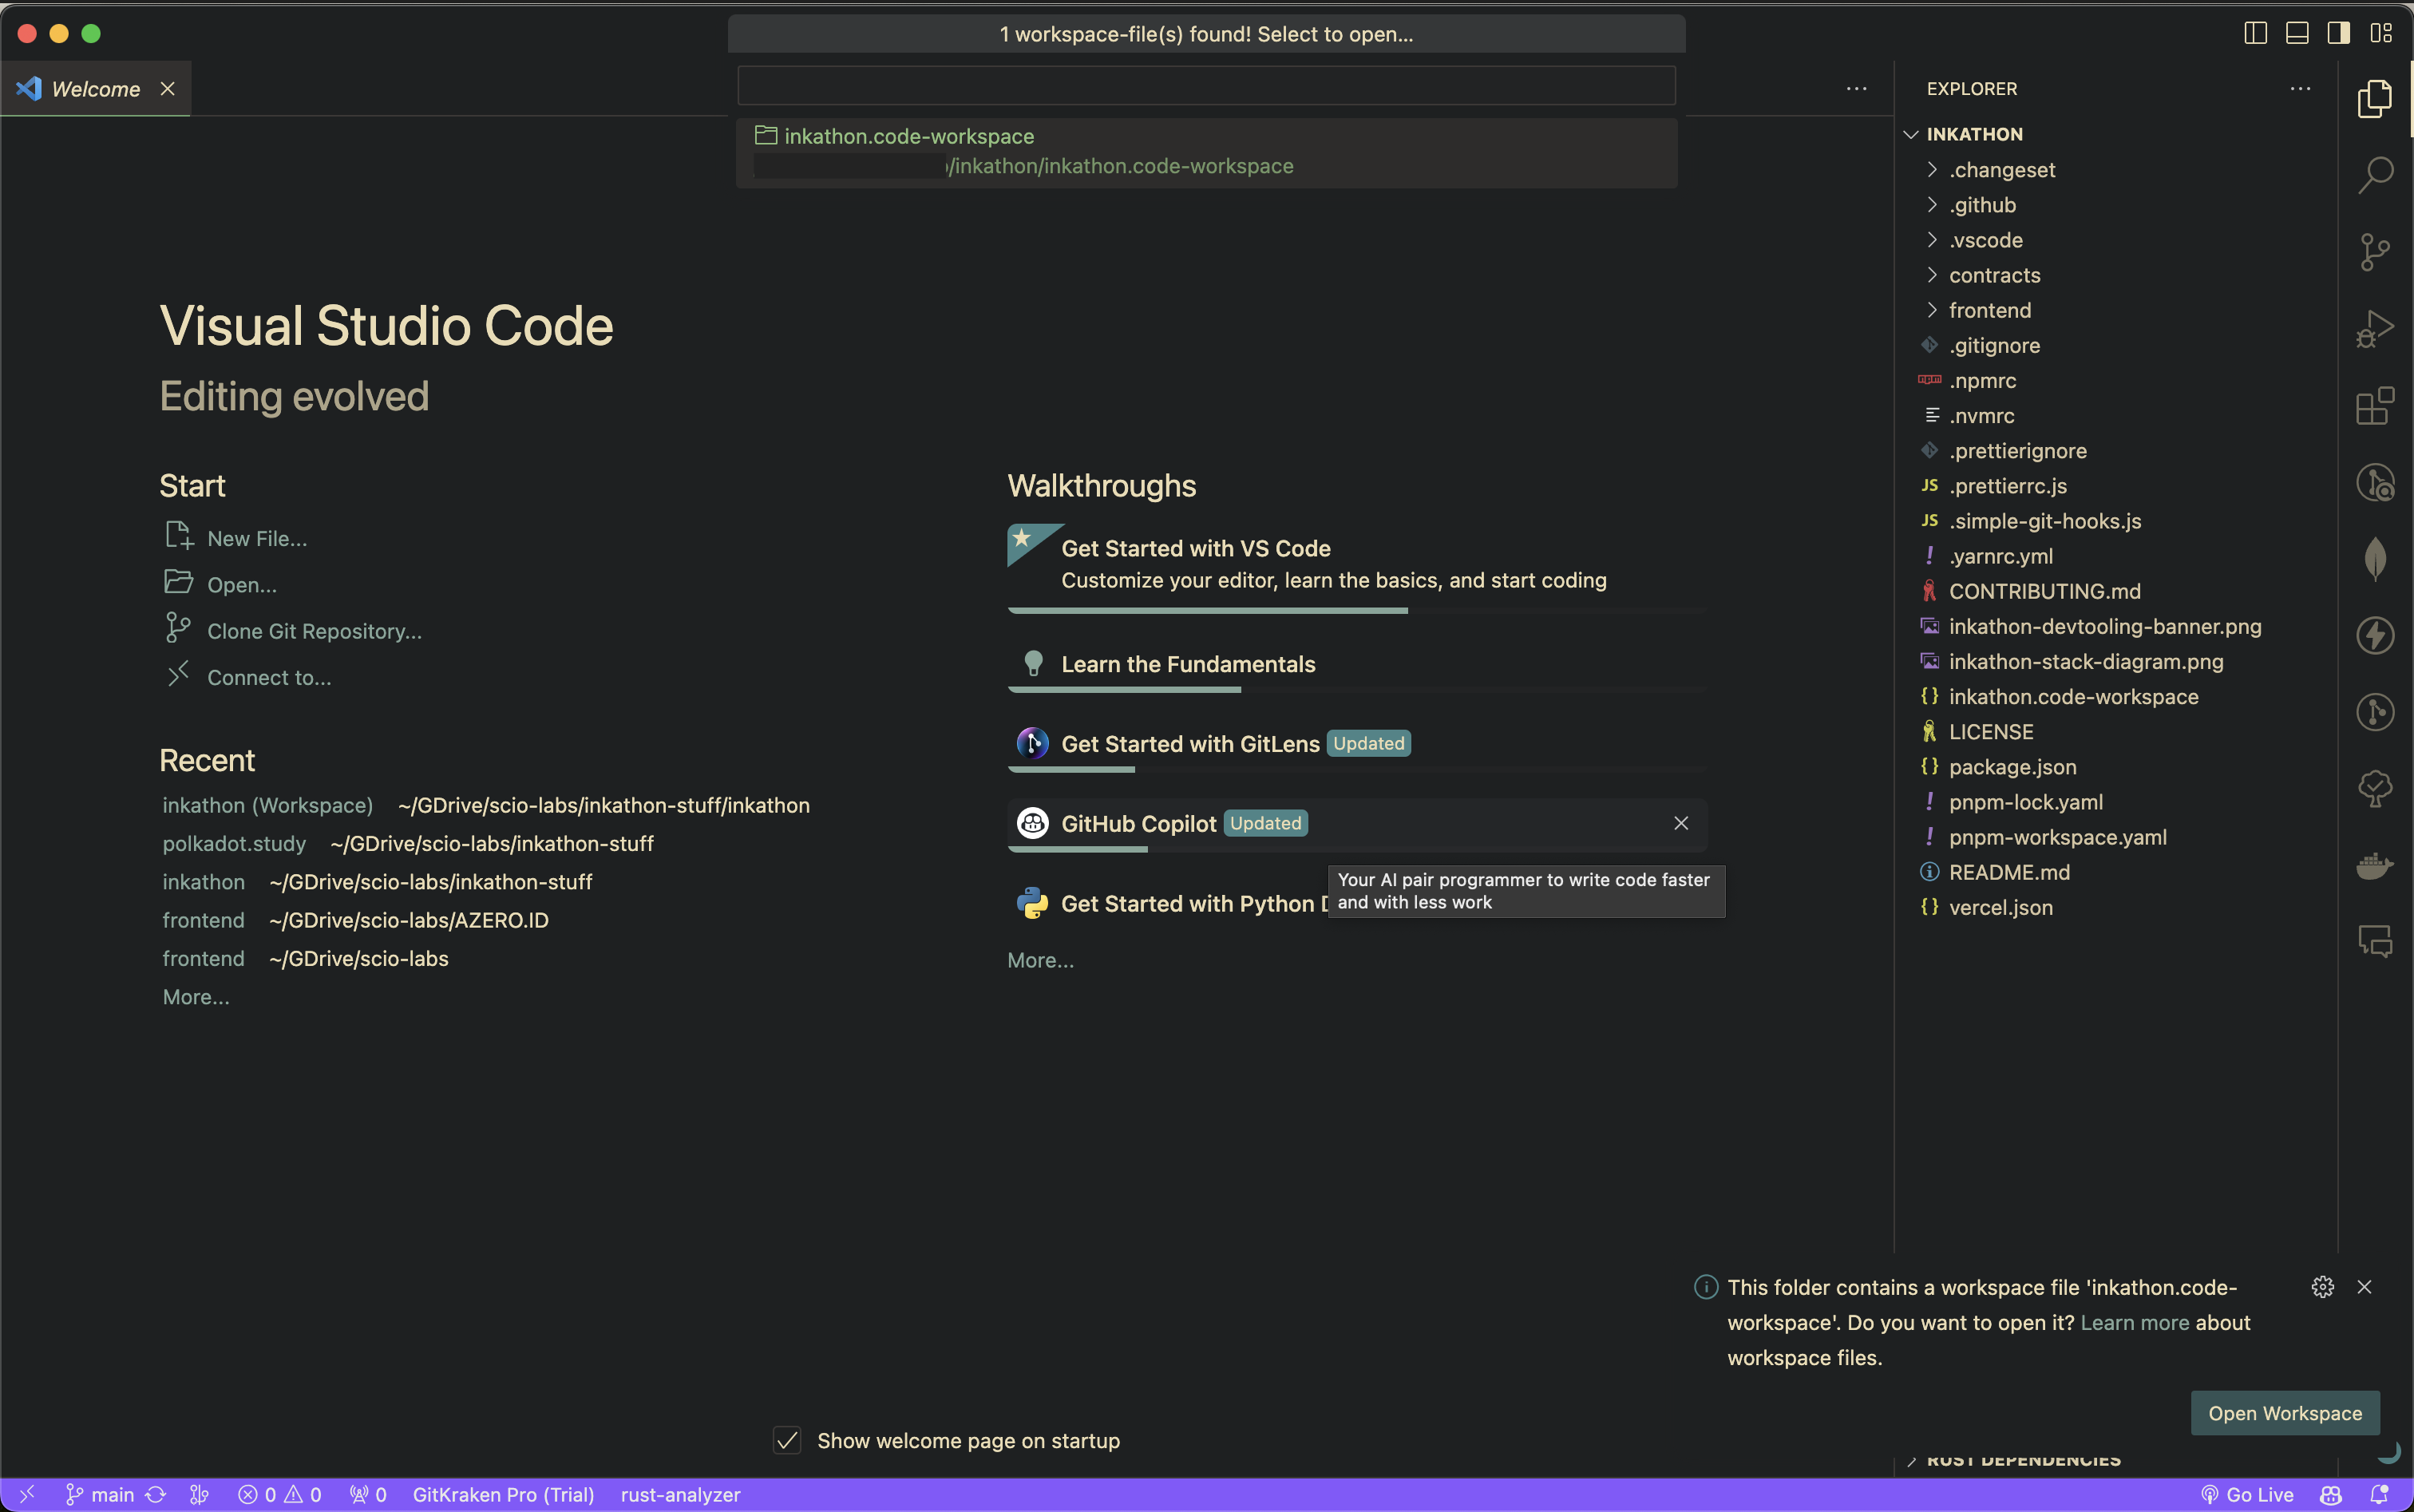 1 workspace-file(s) found! Select to open...
Welcome
inkathon.code-workspace
/inkathon/inkathon.code-workspace
Visual Studio Code
Editing evolved
Start
New File...
Open...
Clone Git Repository...
Connect to...
Recent
inkathon (Workspace) ~/GDrive/scio-labs/inkathon-stuff/inkathon
polkadot.study ~/GDrive/scio-labs/inkathon-stuff
inkathon ~/GDrive/scio-labs/inkathon-stuff
frontend ~/GDrive/scio-labs/AZERO.ID
frontend ~/GDrive/scio-labs
More...
Walkthroughs
Get Started with VS Code
Customize your editor, learn the basics, and start coding
Learn the Fundamentals
Get Started with GitLens Updated
GitHub Copilot Updated
Your AI pair programmer to write code faster
and with less work
Get Started with Python
More...
Show welcome page on startup
EXPLORER
INKATHON
.changeset
.github
.vscode
contracts
frontend
.gitignore
npm .npmrc
.nvmrc
.prettierignore
JS .prettierrc.js
JS .simple-git-hooks.js
! .yarnrc.yml
CONTRIBUTING.md
inkathon-devtooling-banner.png
inkathon-stack-diagram.png
{} inkathon.code-workspace
LICENSE
{} package.json
! pnpm-lock.yaml
! pnpm-workspace.yaml
README.md
{} vercel.json
This folder contains a workspace file 'inkathon.code-
workspace'. Do you want to open it? Learn more about
workspace files.
Open Workspace
RUST DEPENDENCIES
main 0 0 0 GitKraken Pro (Trial) rust-analyzer Go Live